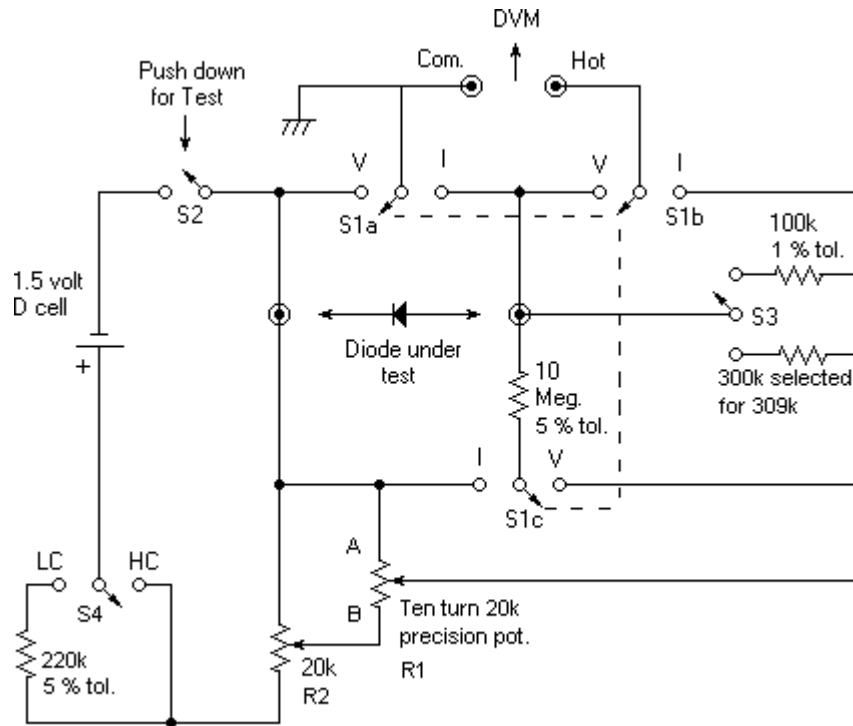 DVM
Com.
Hot
Push down
for Test
V
I
V
I
S2
S1a
S1b
100k
1 % tol.
1.5 volt
D cell
+
S3
Diode under
test
10
Meg.
5 % tol.
300k selected
for 309k
I
V
S1c
LC
HC
A
S4
B
Ten turn 20k
precision pot.
R1
220k
5 % tol.
20k
R2